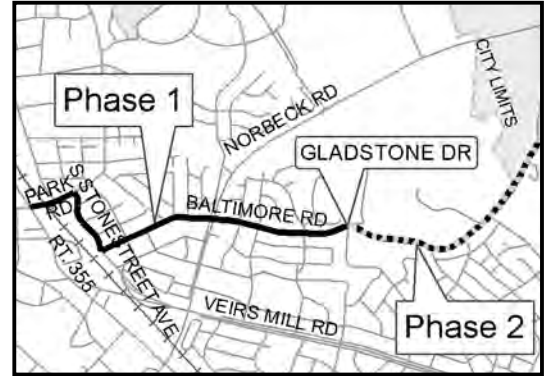 Phase 1
NORBECK RD
CITY LIMITS
GLADSTONE DR
PARK
RD
S STONESTREET AVE
BALTIMORE RD
RT. 355
VEIRS MILL RD
Phase 2